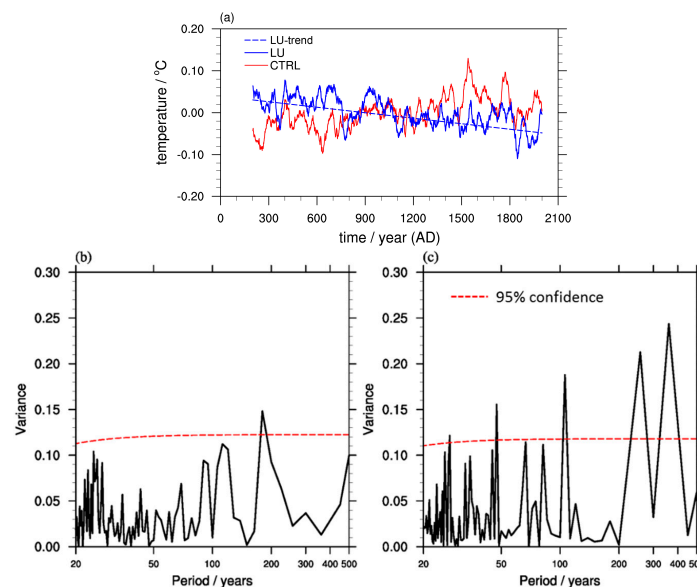 (a)
0.20
0.10
0.00
-0.10
-0.20
temperature / °C
LU-trend
LU
CTRL
300 600 900 1200 1500 1800 2100
time / year (AD)
(b)
0.30
0.25
0.20
0.15
0.10
0.05
0.00
Variance
20 50 100 200 300 400 500
Period / years
(c)
95% confidence
0.30
0.25
0.20
0.15
0.10
0.05
0.00
Variance
20 50 100 200 300 400 50
Period / years